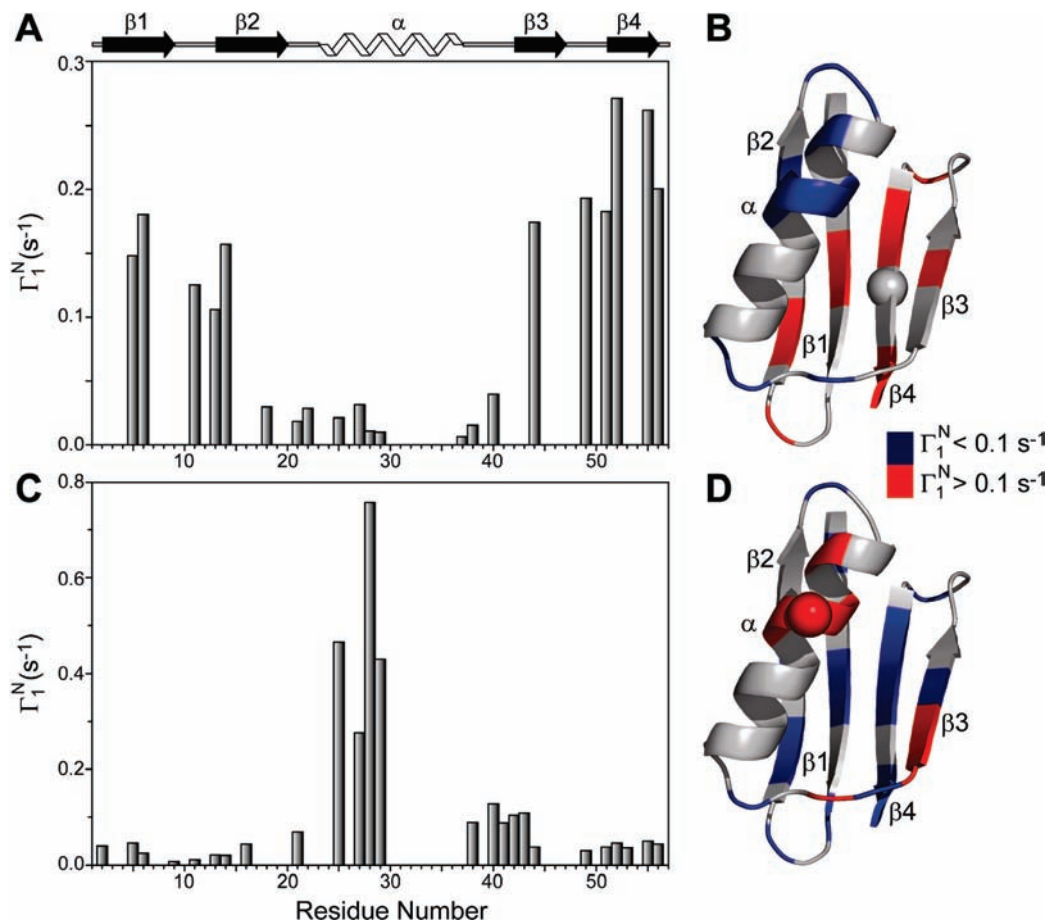 A
β1 β2 α β3 β4
Γ₁ᴺ (s⁻¹)
0.3
0.2
0.1
0.0
10 20 30 40 50
B
β2
α
β1
β3
β4
Γ₁ᴺ < 0.1 s⁻¹
Γ₁ᴺ > 0.1 s⁻¹
C
Γ₁ᴺ (s⁻¹)
0.8
0.6
0.4
0.2
0.0
10 20 30 40 50
Residue Number
D
β2
α
β1
β3
β4